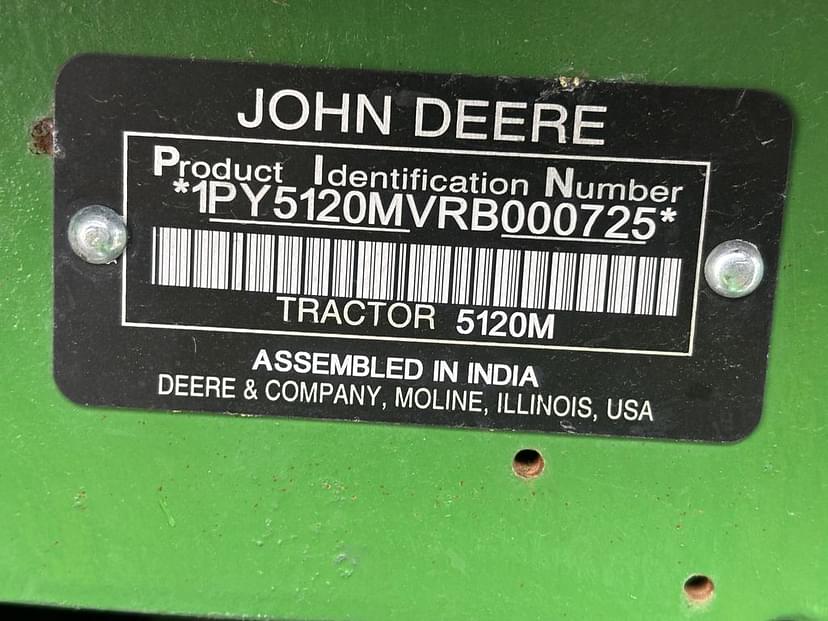 JOHN DEERE
Product Identification Number
*1PY5120MVRB000725*
TRACTOR 5120M
ASSEMBLED IN INDIA
DEERE & COMPANY, MOLINE, ILLINOIS, USA